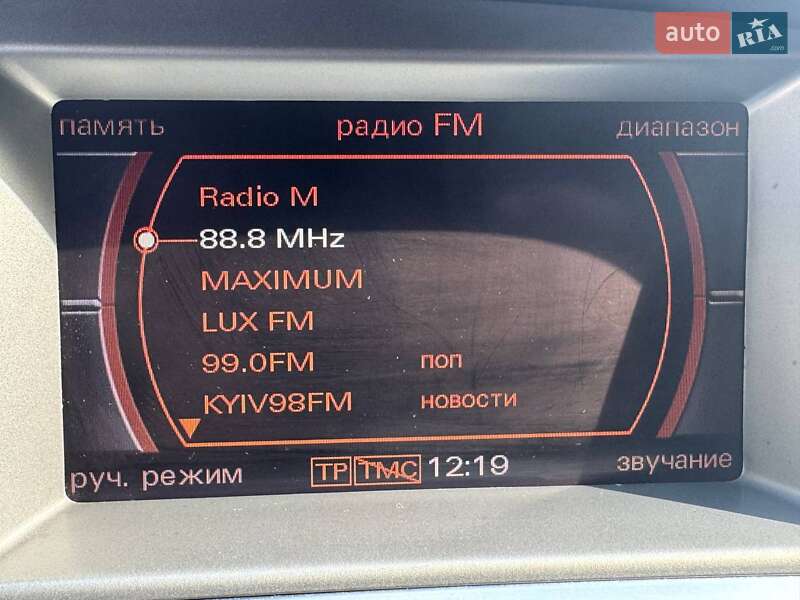 auto RIA.com
память радио FM диапазон
Radio M
88.8 MHz
MAXIMUM
LUX FM
99.0FM поп
KYIV98FM новости
руч. режим TP TMC 12:19 звучание